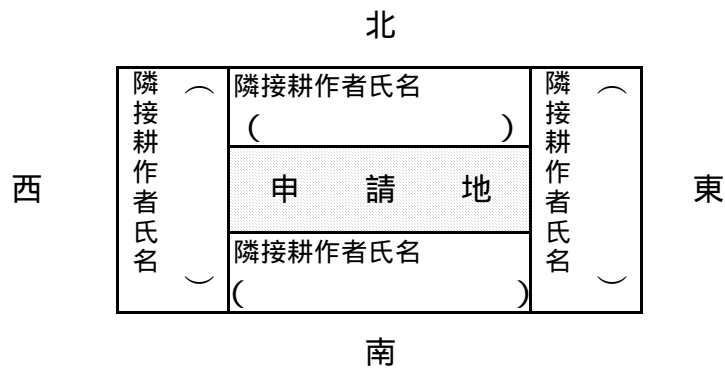 北
西
隣接耕作者氏名
(　　　)
隣接耕作者氏名
(　　　)
申　請　地
隣接耕作者氏名
(　　　)
隣接耕作者氏名
(　　　)
東
南